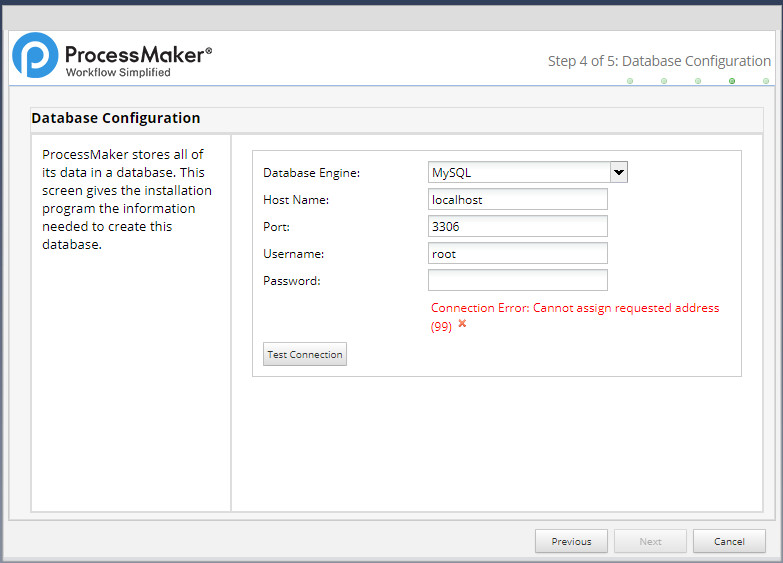 ProcessMaker®
Workflow Simplified
Step 4 of 5: Database Configuration
Database Configuration
ProcessMaker stores all of
its data in a database. This
screen gives the installation
program the information
needed to create this
database.
Database Engine: MySQL
Host Name: localhost
Port: 3306
Username: root
Password:
Connection Error: Cannot assign requested address
(99)
Test Connection
Previous Next Cancel